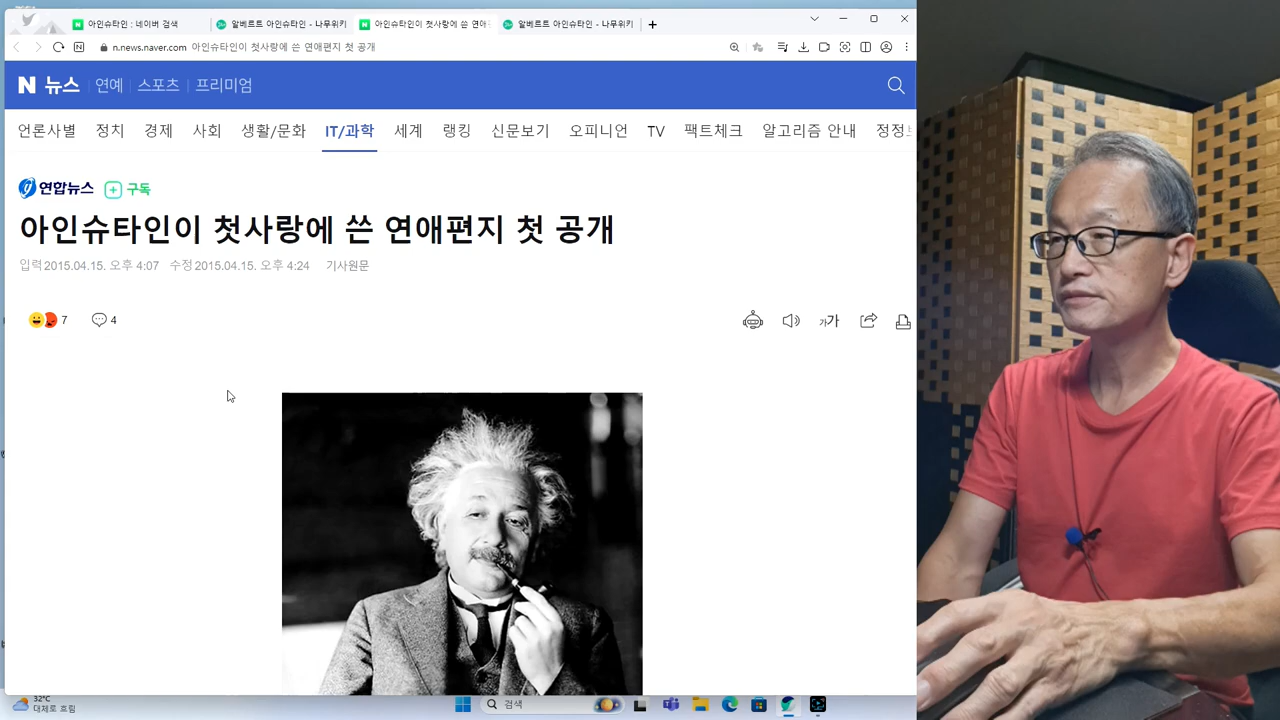 아인슈타인 : 네이버 검색
알베르트 아인슈타인 - 나무위키
아인슈타인이 첫사랑에 쓴 연애
알베르트 아인슈타인 - 나무위키
n.news.naver.com 아인슈타인이 첫사랑에 쓴 연애편지 첫 공개
N 뉴스 연예 스포츠 프리미엄
언론사별 정치 경제 사회 생활/문화 IT/과학 세계 랭킹 신문보기 오피니언 TV 팩트체크 알고리즘 안내 정정
연합뉴스 구독
아인슈타인이 첫사랑에 쓴 연애편지 첫 공개
입력 2015.04.15. 오후 4:07 수정 2015.04.15. 오후 4:24 기사원문
7 4
가가
32°C
대체로 흐림
검색